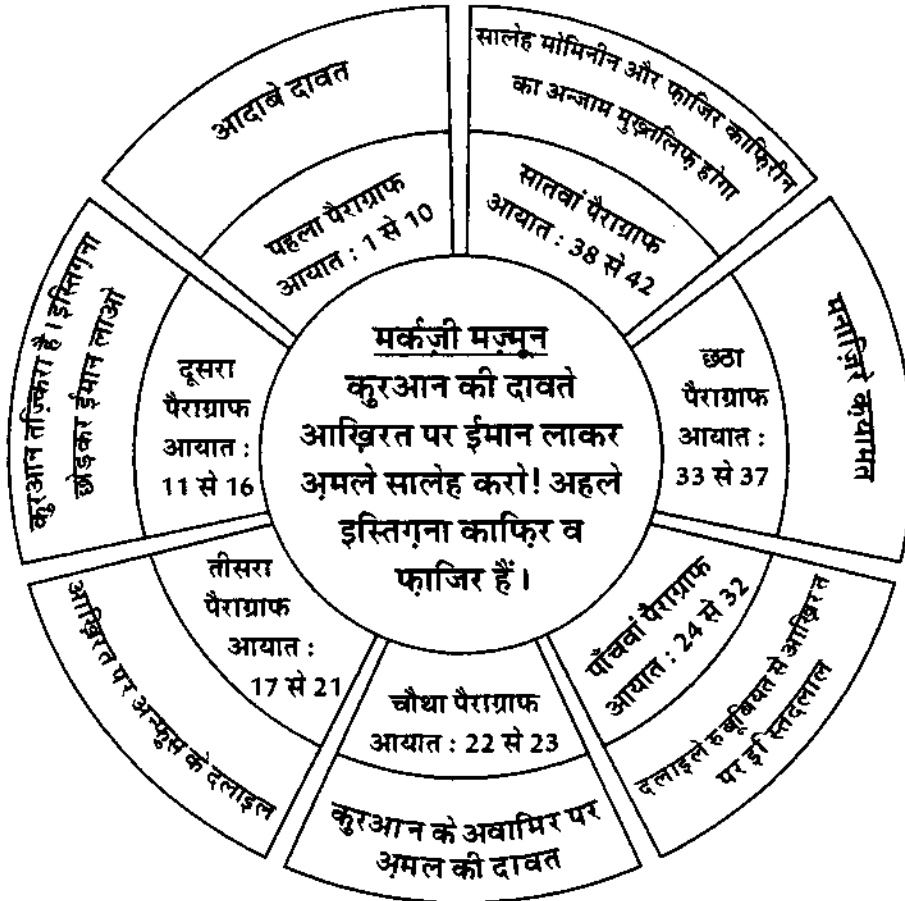 मर्कज़ी मज़्मून
क़ुरआन की दावते
आख़िरत पर ईमान लाकर
अ़मले सालेह करो! अहले
इस्तिग़ना काफ़िर व
फ़ाजिर हैं।
आदाबे दावत
पहला पैराग्राफ
आयात : 1 से 10
क़ुरआन तज़्किरा है। इस्तिग़ना
छोड़कर ईमान लाओ
दूसरा
पैराग्राफ
आयात :
11 से 16
आख़िरत पर अन्फ़ुस के दलाइल
तीसरा
पैराग्राफ
आयात :
17 से 21
चौथा पैराग्राफ
आयात : 22 से 23
क़ुरआन के अवामिर पर
अ़मल की दावत
पाँचवां पैराग्राफ
आयात : 24 से 32
दलाइले रुबूबियत से आख़िरत
पर इस्तिदलाल
छठा
पैराग्राफ
आयात :
33 से 37
मनाज़िरे क़यामत
सालेह मोमिनीन और फ़ाजिर काफ़िरीन
का अन्जाम मुख़्तलिफ़ होगा
सातवां पैराग्राफ
आयात : 38 से 42